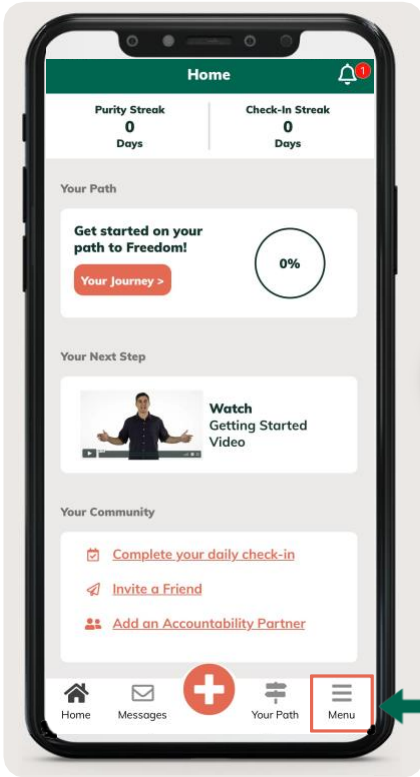 Home
1
Purity Streak
0
Days
Check-In Streak
0
Days
Your Path
Get started on your
path to Freedom!
Your Journey >
0%
Your Next Step
Watch
Getting Started
Video
Your Community
Complete your daily check-in
Invite a Friend
Add an Accountability Partner
Home
Messages
Your Path
Menu